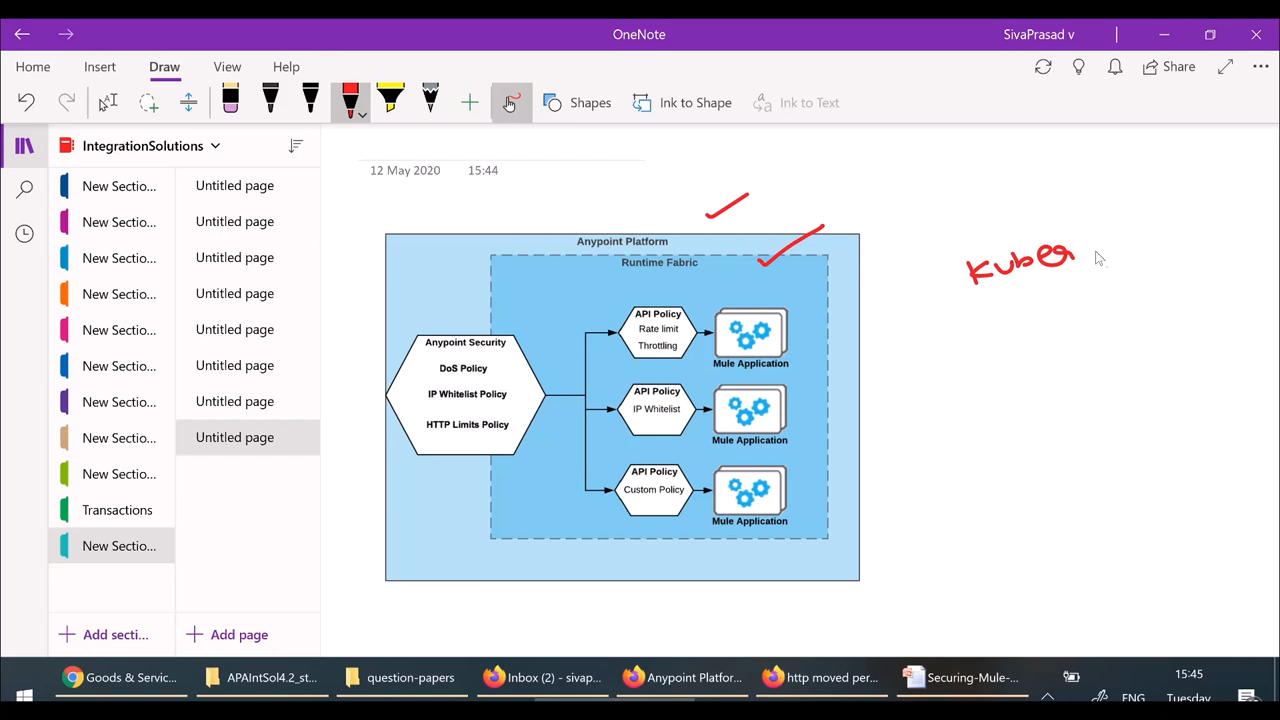 OneNote
SivaPrasad v
Home Insert Draw View Help
Share
Shapes Ink to Shape Ink to Text
IntegrationSolutions
New Sectio...
New Sectio...
New Sectio...
New Sectio...
New Sectio...
New Sectio...
New Sectio...
New Sectio...
New Sectio...
Transactions
New Sectio...
Add secti...
Untitled page
Untitled page
Untitled page
Untitled page
Untitled page
Untitled page
Untitled page
Untitled page
Add page
12 May 2020 15:44
Anypoint Platform
Runtime Fabric
Anypoint Security
DoS Policy
IP Whitelist Policy
HTTP Limits Policy
API Policy
Rate limit
Throttling
Mule Application
API Policy
IP Whitelist
Mule Application
API Policy
Custom Policy
Mule Application
Kuber
Goods & Servic...
APAIntSol4.2_st...
question-papers
Inbox (2) – sivap...
Anypoint Platfor...
http moved per...
Securing-Mule-...
ENG
15:45
Tuesday